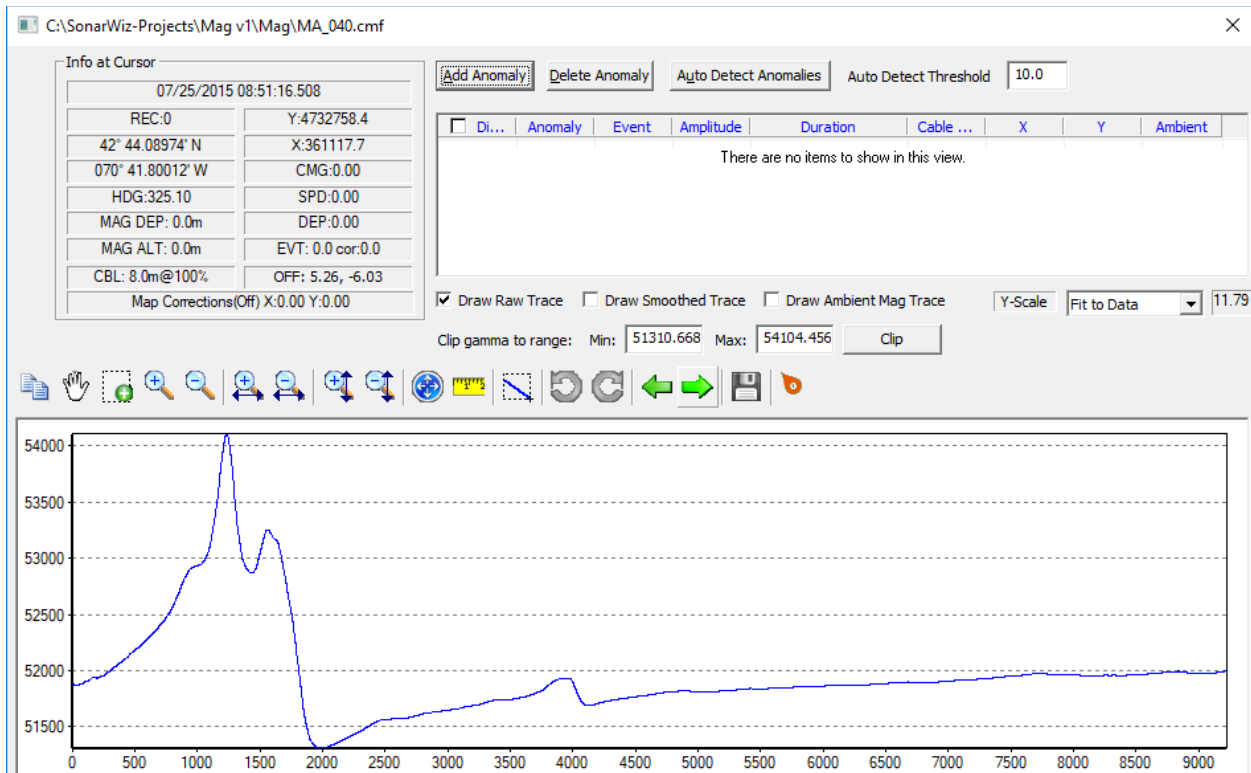 C:\SonarWiz-Projects\Mag v1\Mag\MA_040.cmf
Info at Cursor
07/25/2015 08:51:16.508
REC:0 Y:4732758.4
42° 44.08974' N X:361117.7
070° 41.80012' W CMG:0.00
HDG:325.10 SPD:0.00
MAG DEP: 0.0m DEP:0.00
MAG ALT: 0.0m EVT: 0.0 cor:0.0
CBL: 8.0m@100% OFF: 5.26, -6.03
Map Corrections(Off) X:0.00 Y:0.00
Add Anomaly Delete Anomaly Auto Detect Anomalies Auto Detect Threshold 10.0
Di... Anomaly Event Amplitude Duration Cable ... X Y Ambient
There are no items to show in this view.
Draw Raw Trace Draw Smoothed Trace Draw Ambient Mag Trace Y-Scale Fit to Data 11.79
Clip gamma to range: Min: 51310.668 Max: 54104.456 Clip
54000
53500
53000
52500
52000
51500
0 500 1000 1500 2000 2500 3000 3500 4000 4500 5000 5500 6000 6500 7000 7500 8000 8500 9000